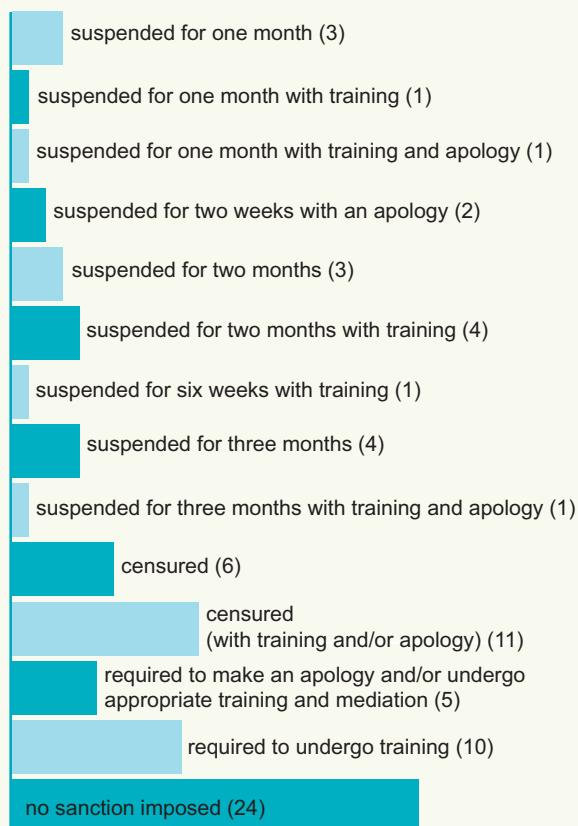 suspended for one month (3)
suspended for one month with training (1)
suspended for one month with training and apology (1)
suspended for two weeks with an apology (2)
suspended for two months (3)
suspended for two months with training (4)
suspended for six weeks with training (1)
suspended for three months (4)
suspended for three months with training and apology (1)
censured (6)
censured
(with training and/or apology) (11)
required to make an apology and/or undergo
appropriate training and mediation (5)
required to undergo training (10)
no sanction imposed (24)